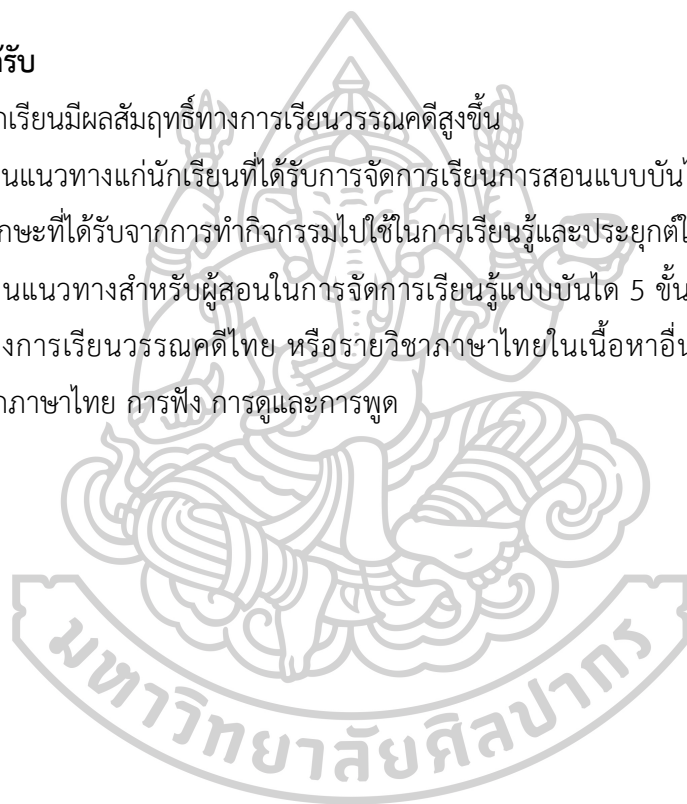 ด้รับ
กเรียนมีผลสัมฤทธิ์ทางการเรียนวรรณคดีสูงขึ้น
นแนวทางแก่นักเรียนที่ได้รับการจัดการเรียนการสอนแบบบันไ
กษะที่ได้รับจากการทำกิจกรรมไปใช้ในการเรียนรู้และประยุกต์ใ
นแนวทางสำหรับผู้สอนในการจัดการเรียนรู้แบบบันได 5 ขั้น
งการเรียนวรรณคดีไทย หรือรายวิชาภาษาไทยในเนื้อหาอื่น
กภาษาไทย การฟัง การดูและการพูด
มหาวิทยาลัยศิลปากร